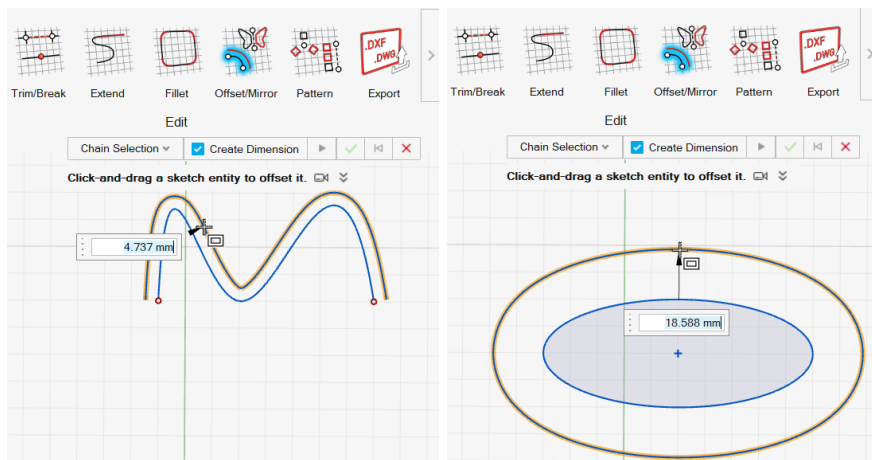 .DXF
.DWG
Trim/Break Extend Fillet Offset/Mirror Pattern Export
Edit
Chain Selection Create Dimension
Click-and-drag a sketch entity to offset it.
4.737 mm
.DXF
.DWG
Trim/Break Extend Fillet Offset/Mirror Pattern Export
Edit
Chain Selection Create Dimension
Click-and-drag a sketch entity to offset it.
18.588 mm